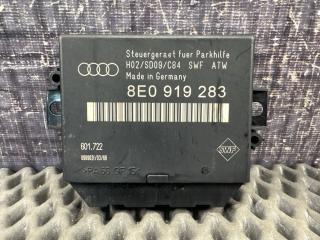 Steuergeraet fuer Parkhilfe
H02/SD09/C84 SWF ATW
Made in Germany
8E0 919 283
601.722
SWF